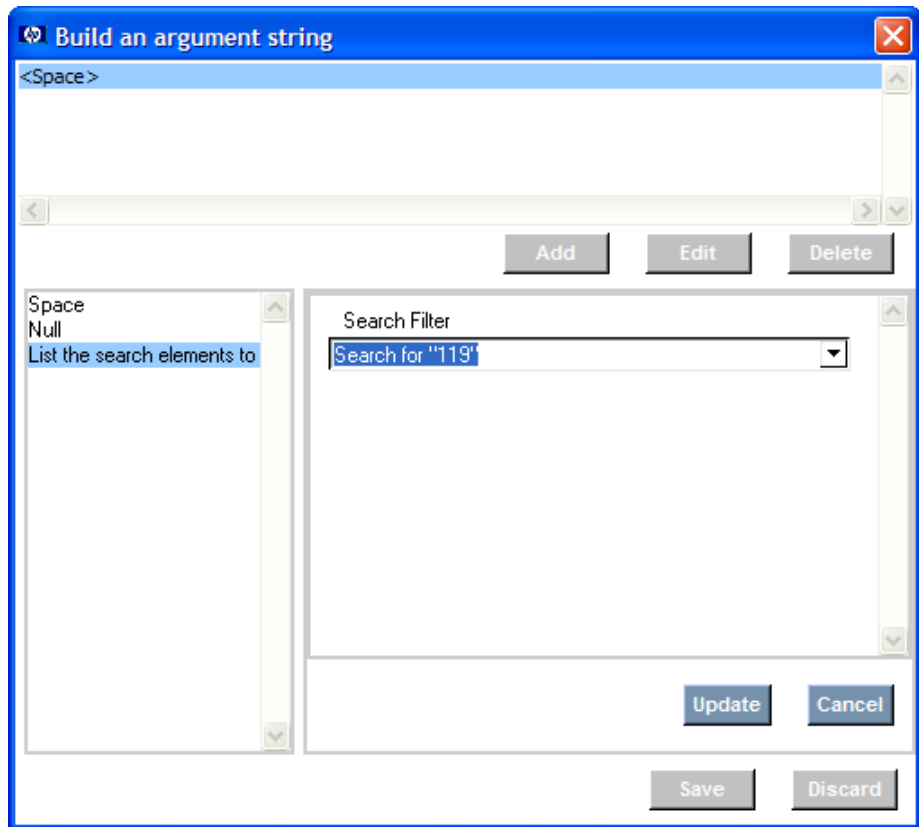 Build an argument string
<Space>
Add Edit Delete
Space
Null
List the search elements to
Search Filter
Search for "119"
Update Cancel
Save Discard